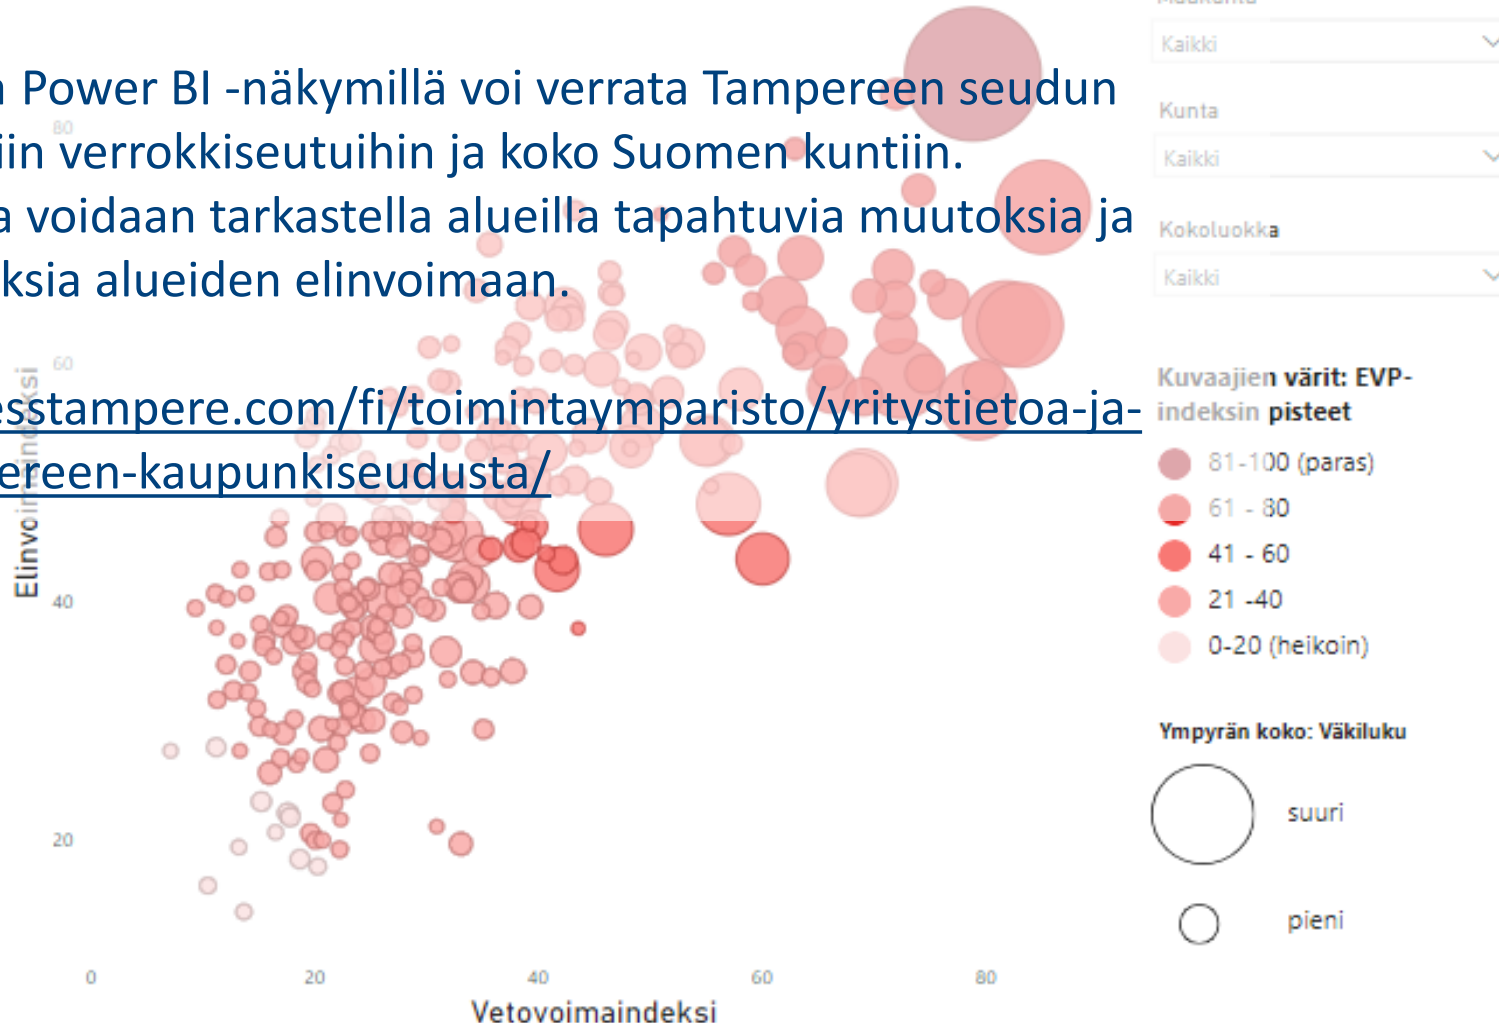 Power BI -näkymillä voi verrata Tampereen seudun
verrokkiseutuihin ja koko Suomen kuntiin.
voidaan tarkastella alueilla tapahtuvia muutoksia ja
alueiden elinvoimaan.
esstampere.com/fi/toimintaymparisto/yritystietoa-ja-
ereen-kaupunkiseudusta/
80
60
40
20
0
20
40
60
80
Vetovoimaindeksi
Kaikki
Kunta
Kaikki
Kokoluokka
Kaikki
Kuvaajien värit: EVP-
indeksin pisteet
81-100 (paras)
61 - 80
41 - 60
21 -40
0-20 (heikoin)
Ympyrän koko: Väkiluku
suuri
pieni